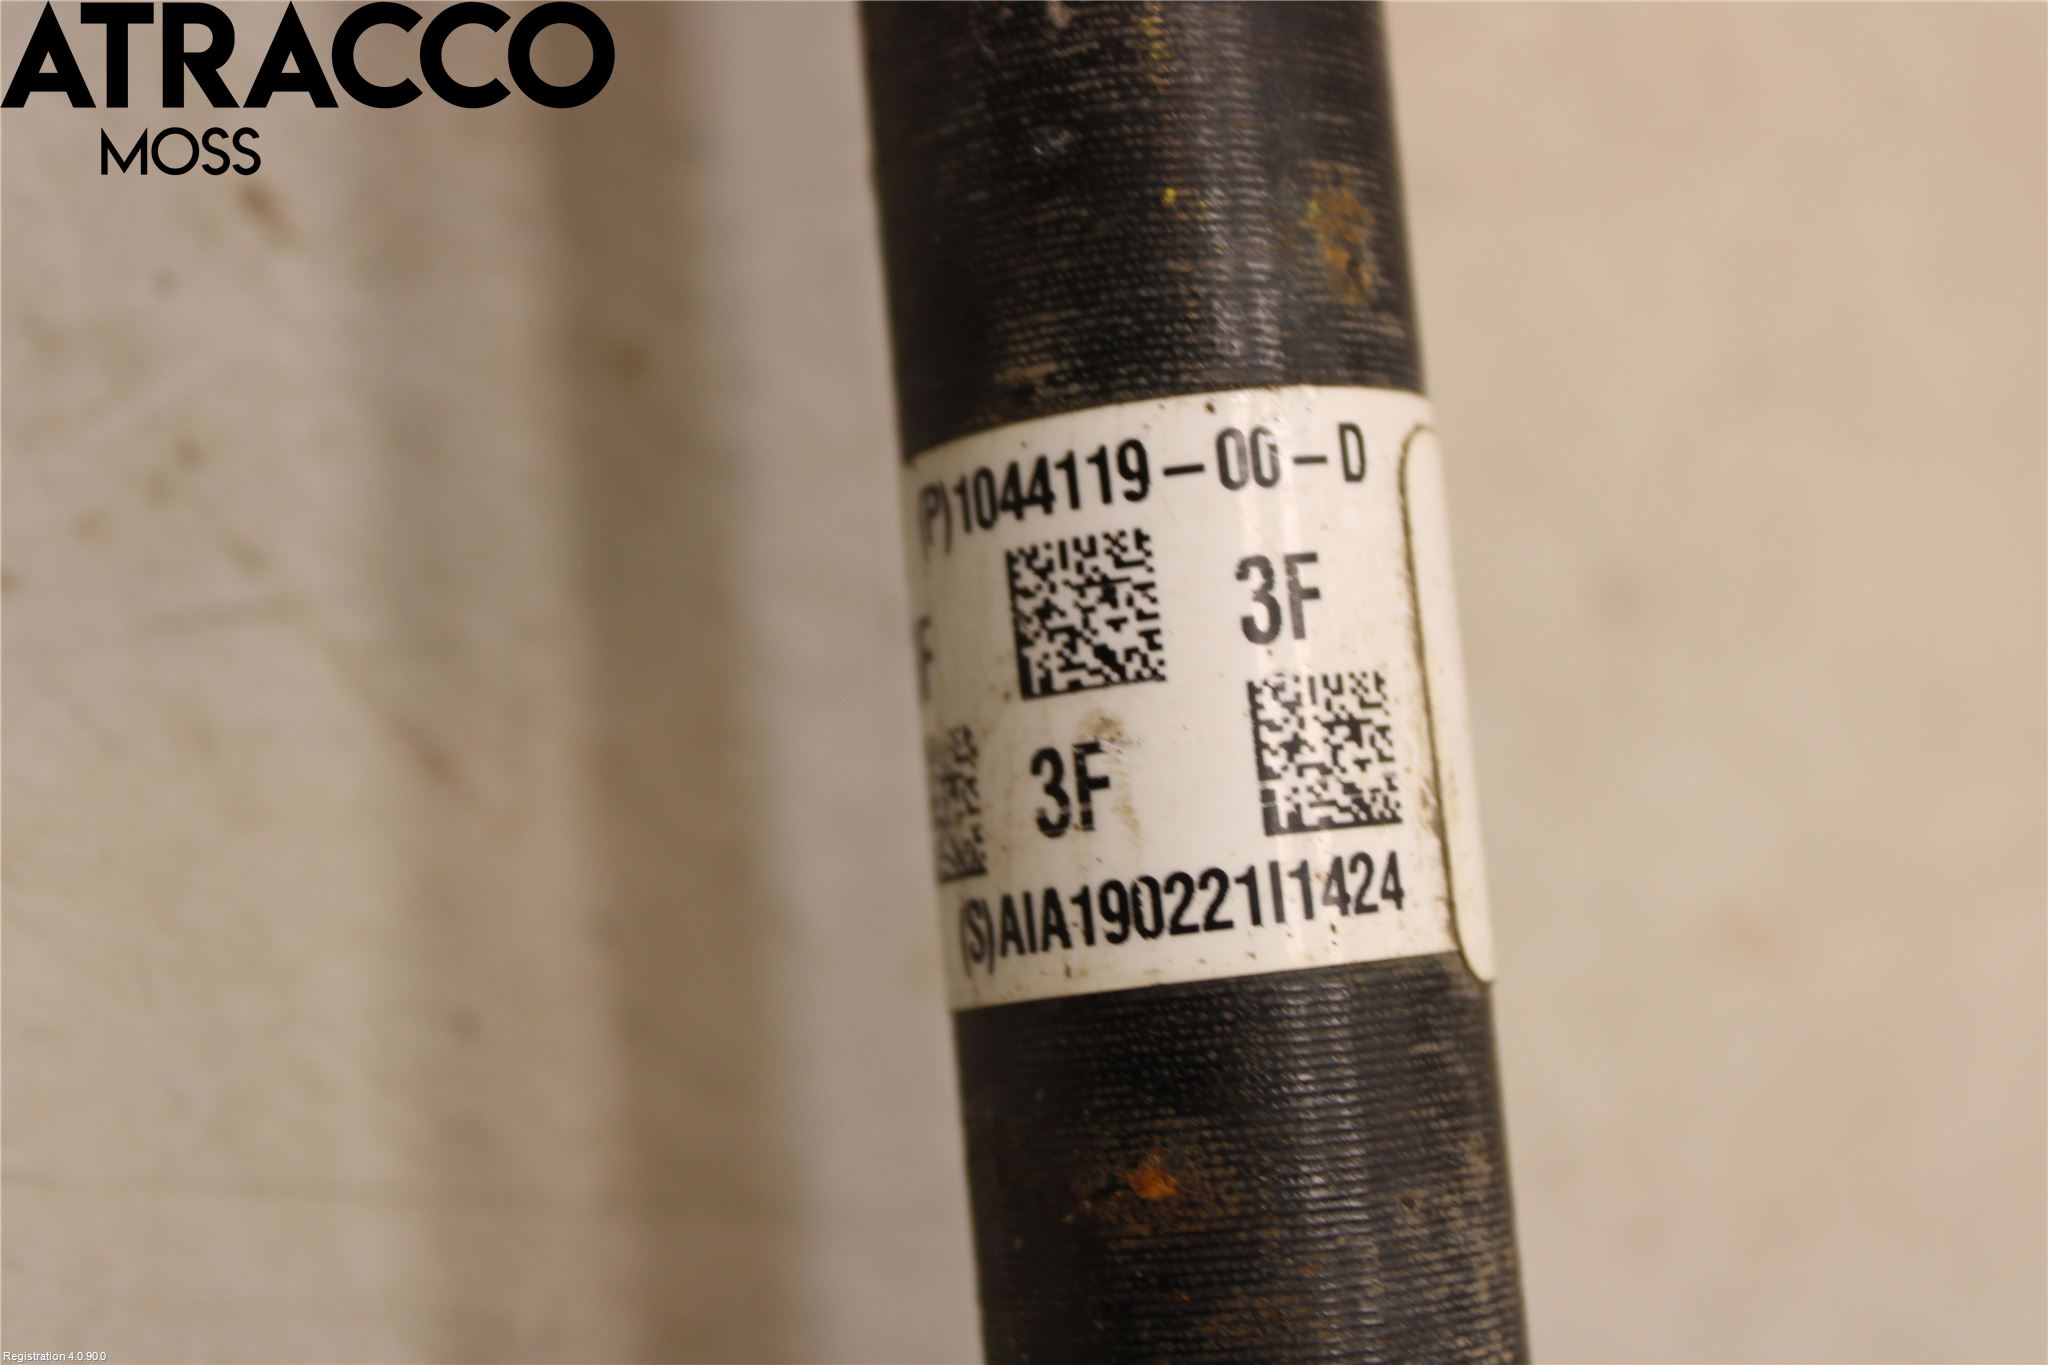 ATRACCO
MOSS
(P)1044119-00-D
3F
F
3F
(S)AIA190221I1424
Registration 4.0.90.0